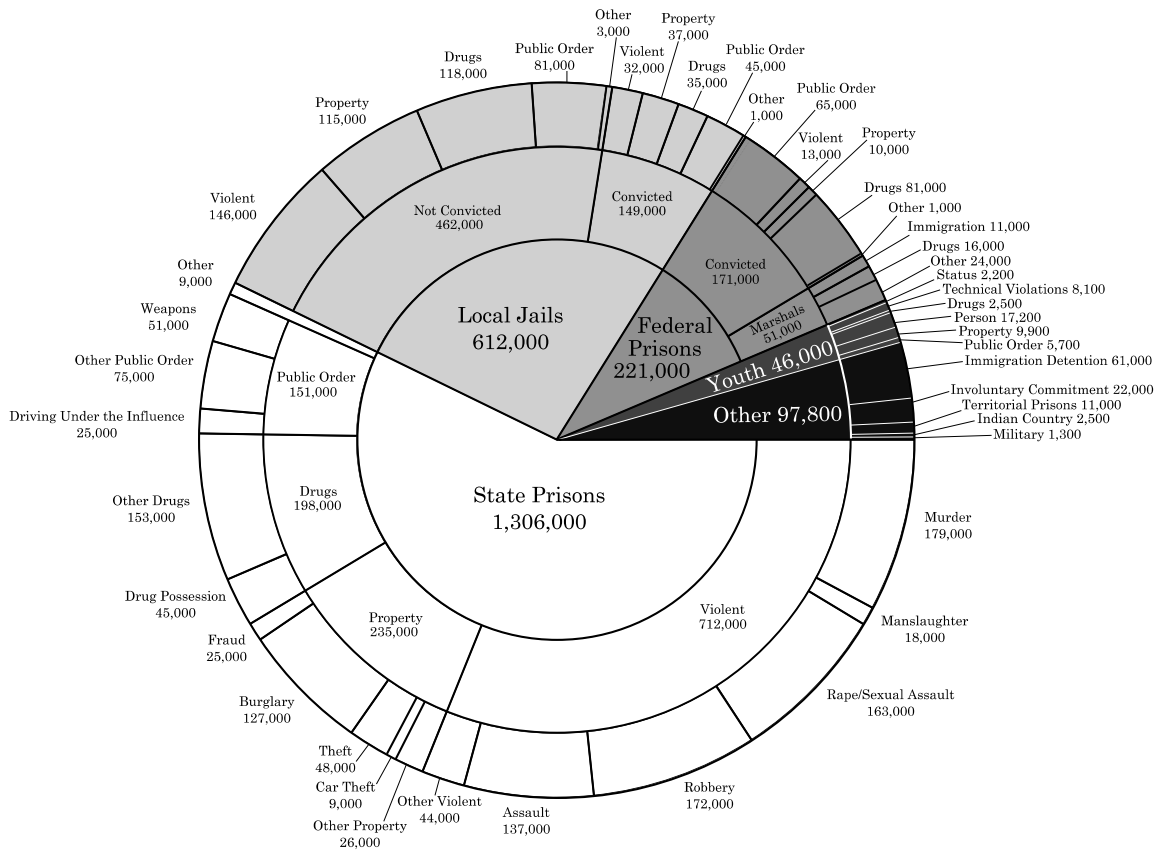 Other
3,000
Property
37,000
Public Order
81,000
Violent
32,000
Drugs
118,000
Drugs
35,000
Public Order
45,000
Property
115,000
Other
1,000
Public Order
65,000
Violent
13,000
Property
10,000
Violent
146,000
Not Convicted
462,000
Convicted
149,000
Drugs 81,000
Other 1,000
Immigration 11,000
Drugs 16,000
Other 24,000
Status 2,200
Technical Violations 8,100
Drugs 2,500
Person 17,200
Property 9,900
Public Order 5,700
Immigration Detention 61,000
Involuntary Commitment 22,000
Territorial Prisons 11,000
Indian Country 2,500
Military 1,300
Convicted
171,000
Marshals
51,000
Local Jails
612,000
Federal
Prisons
221,000
Youth 46,000
Other 97,800
Other
9,000
Weapons
51,000
Other Public Order
75,000
Driving Under the Influence
25,000
Public Order
151,000
State Prisons
1,306,000
Drugs
198,000
Other Drugs
153,000
Drug Possession
45,000
Fraud
25,000
Property
235,000
Violent
712,000
Murder
179,000
Manslaughter
18,000
Rape/Sexual Assault
163,000
Burglary
127,000
Theft
48,000
Car Theft
9,000
Other Property
26,000
Other Violent
44,000
Assault
137,000
Robbery
172,000